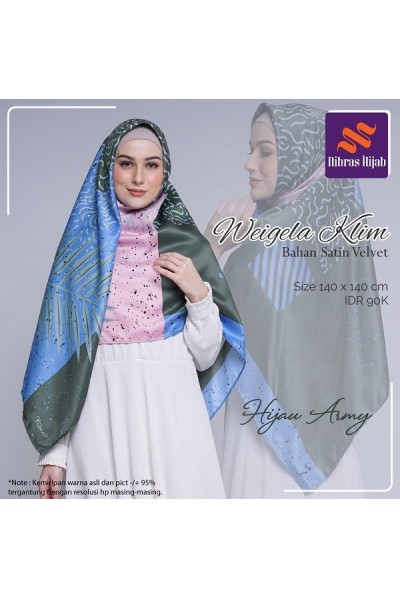 Nibras Hijab
Weigela Klim
Bahan Satin Velvet
Size 140 x 140 cm
IDR 90K
Hijau Army
*Note : Kemiripan warna asli dan pict -/+ 95%
tergantung dengan resolusi hp masing-masing.